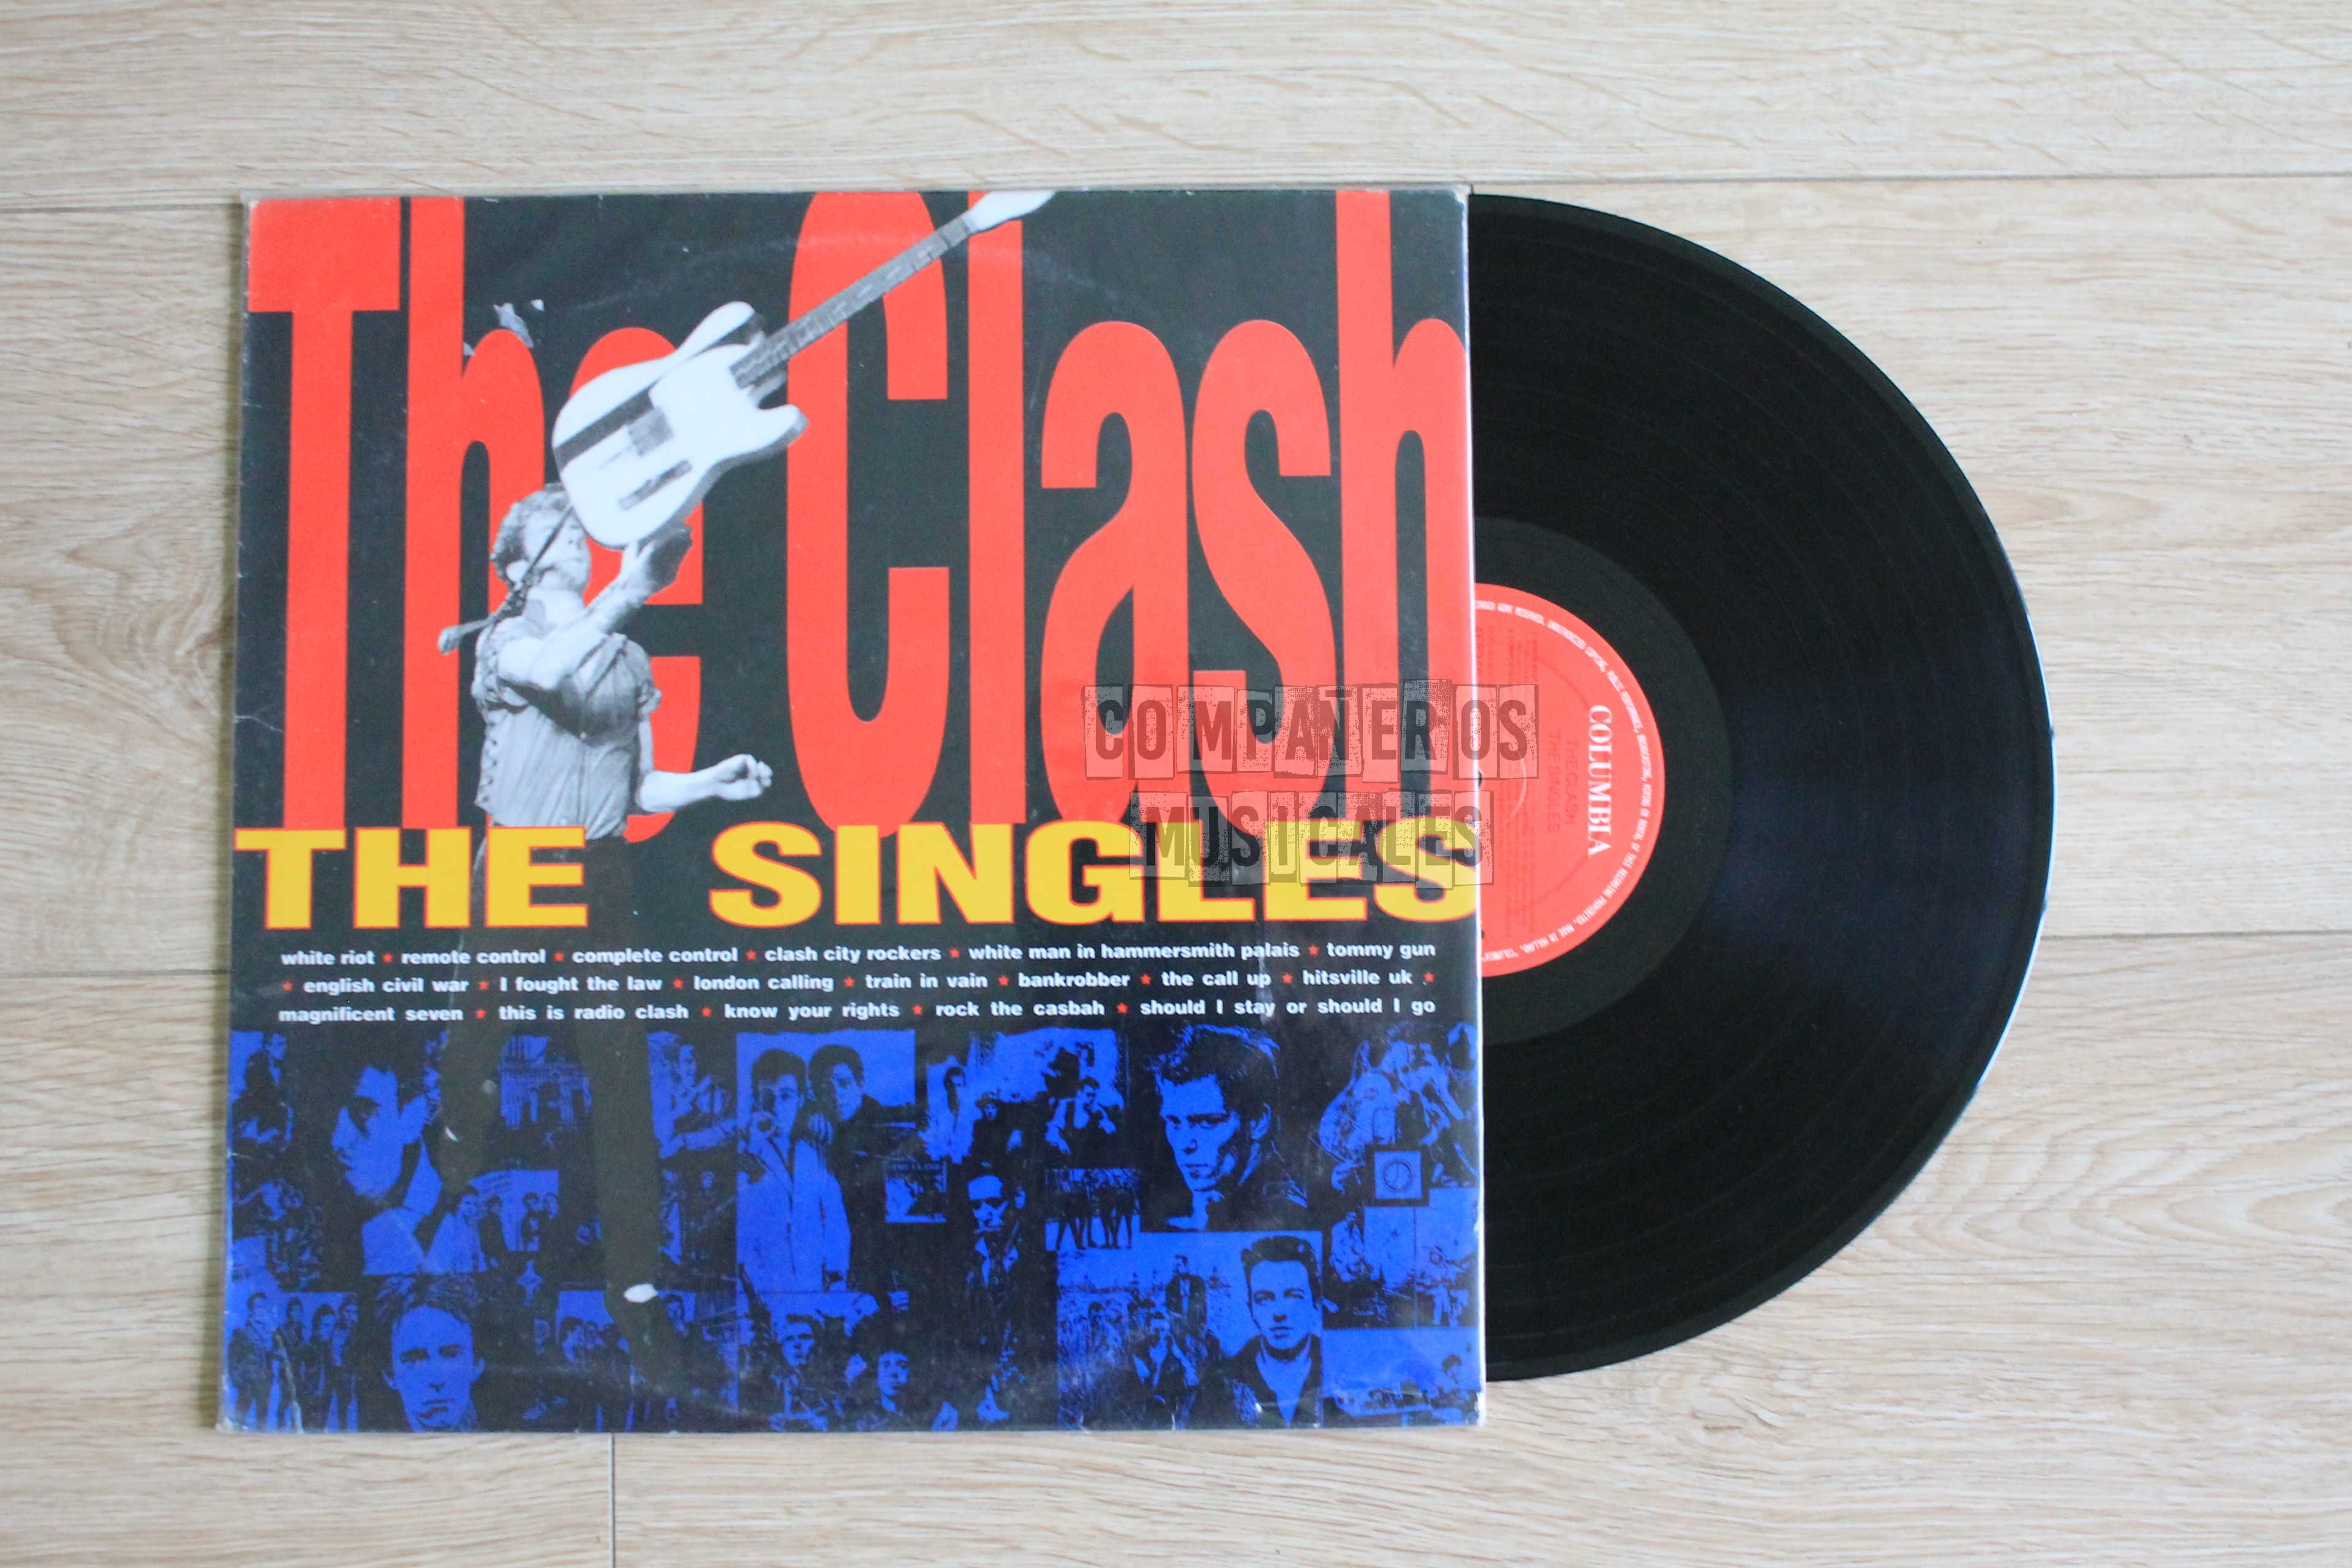 The Clash
THE SINGLES
white riot ★ remote control ★ complete control ★ clash city rockers ★ white man in hammersmith palais ★ tommy gun
★ english civil war ★ I fought the law ★ london calling ★ train in vain ★ bankrobber ★ the call up ★ hitsville uk ★
magnificent seven ★ this is radio clash ★ know your rights ★ rock the casbah ★ should I stay or should I go
COMPANEROS
MUSICALES
COLUMBIA
THE CLASH
THE SINGLES